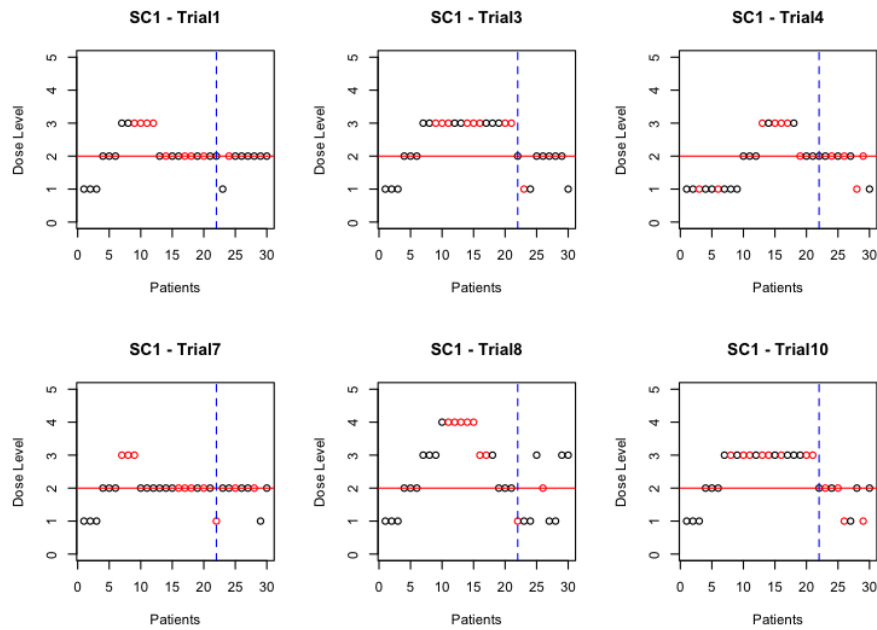 SC1 - Trial1
SC1 - Trial3
SC1 - Trial4
Dose Level
0 1 2 3 4 5
0 5 10 15 20 25 30
Patients
Dose Level
0 1 2 3 4 5
0 5 10 15 20 25 30
Patients
Dose Level
0 1 2 3 4 5
0 5 10 15 20 25 30
Patients
SC1 - Trial7
SC1 - Trial8
SC1 - Trial10
Dose Level
0 1 2 3 4 5
0 5 10 15 20 25 30
Patients
Dose Level
0 1 2 3 4 5
0 5 10 15 20 25 30
Patients
Dose Level
0 1 2 3 4 5
0 5 10 15 20 25 30
Patients